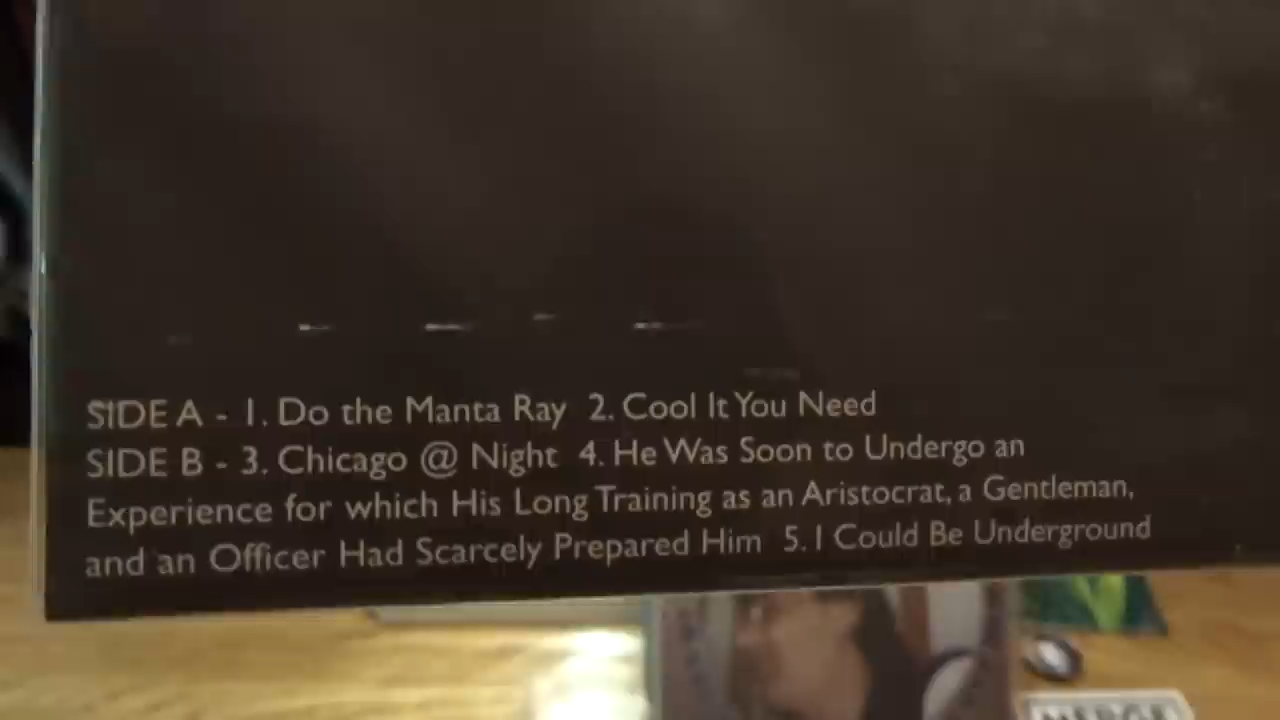 SIDE A - 1. Do the Manta Ray 2. Cool It You Need
SIDE B - 3. Chicago @ Night 4. He Was Soon to Undergo an
Experience for which His Long Training as an Aristocrat, a Gentleman,
and an Officer Had Scarcely Prepared Him 5. I Could Be Underground